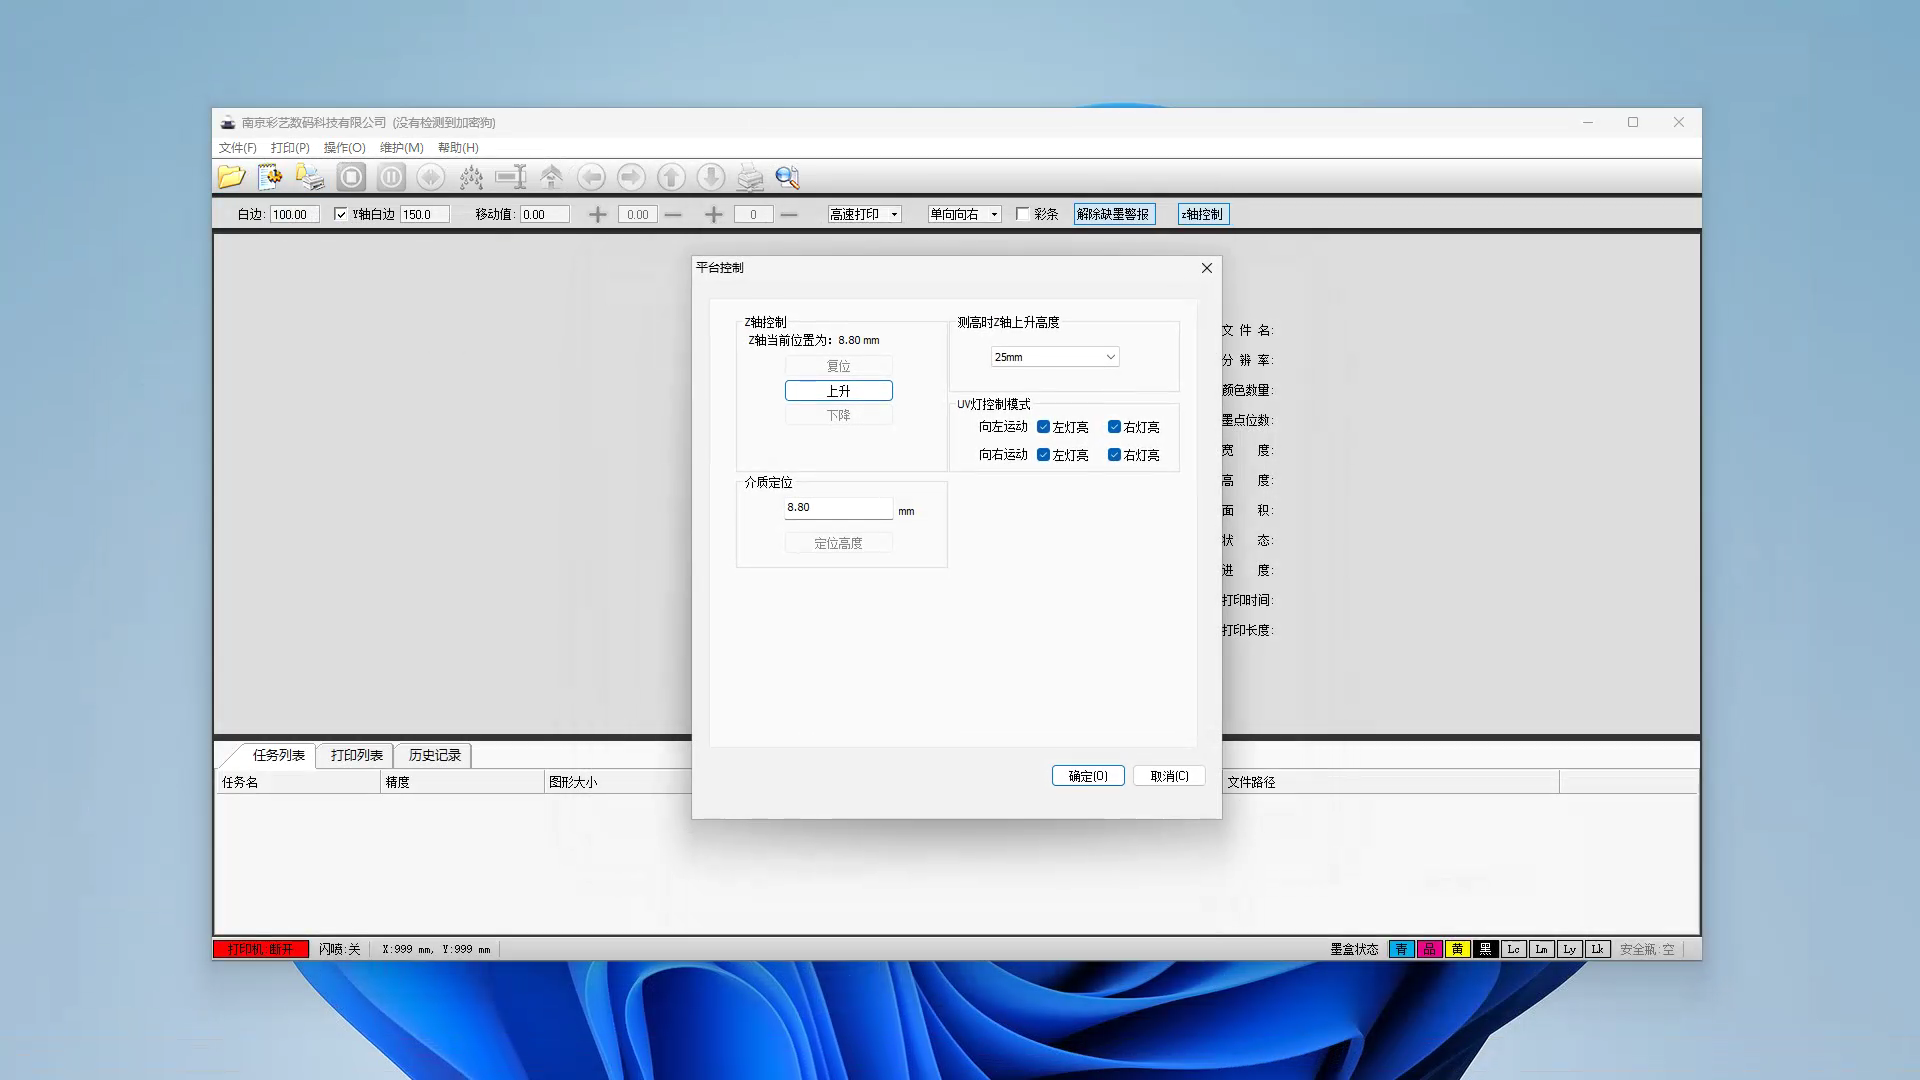 南京彩艺数码科技有限公司 (没有检测到加密狗)
文件(F) 打印(P) 操作(O) 维护(M) 帮助(H)
白边: 100.00 Y轴白边 150.0 移动值: 0.00 0.00 0 高速打印 单向向右 彩条 解除缺墨警报 z轴控制
平台控制
Z轴控制
Z轴当前位置为: 8.80 mm
复位
上升
下降
测高时Z轴上升高度
25mm
UV灯控制模式
向左运动 左灯亮 右灯亮
向右运动 左灯亮 右灯亮
介质定位
8.80 mm
定位高度
确定(O) 取消(C)
文 件 名:
分 辨 率:
颜色数量:
墨点位数:
宽 度:
高 度:
面 积:
状 态:
进 度:
打印时间:
打印长度:
任务列表 打印列表 历史记录
任务名 精度 图形大小 文件路径
打印机 断开 闪喷:关 X:999 mm, Y:999 mm 墨盒状态 青 品 黄 黑 Lc Lm Ly Lk 安全瓶:空